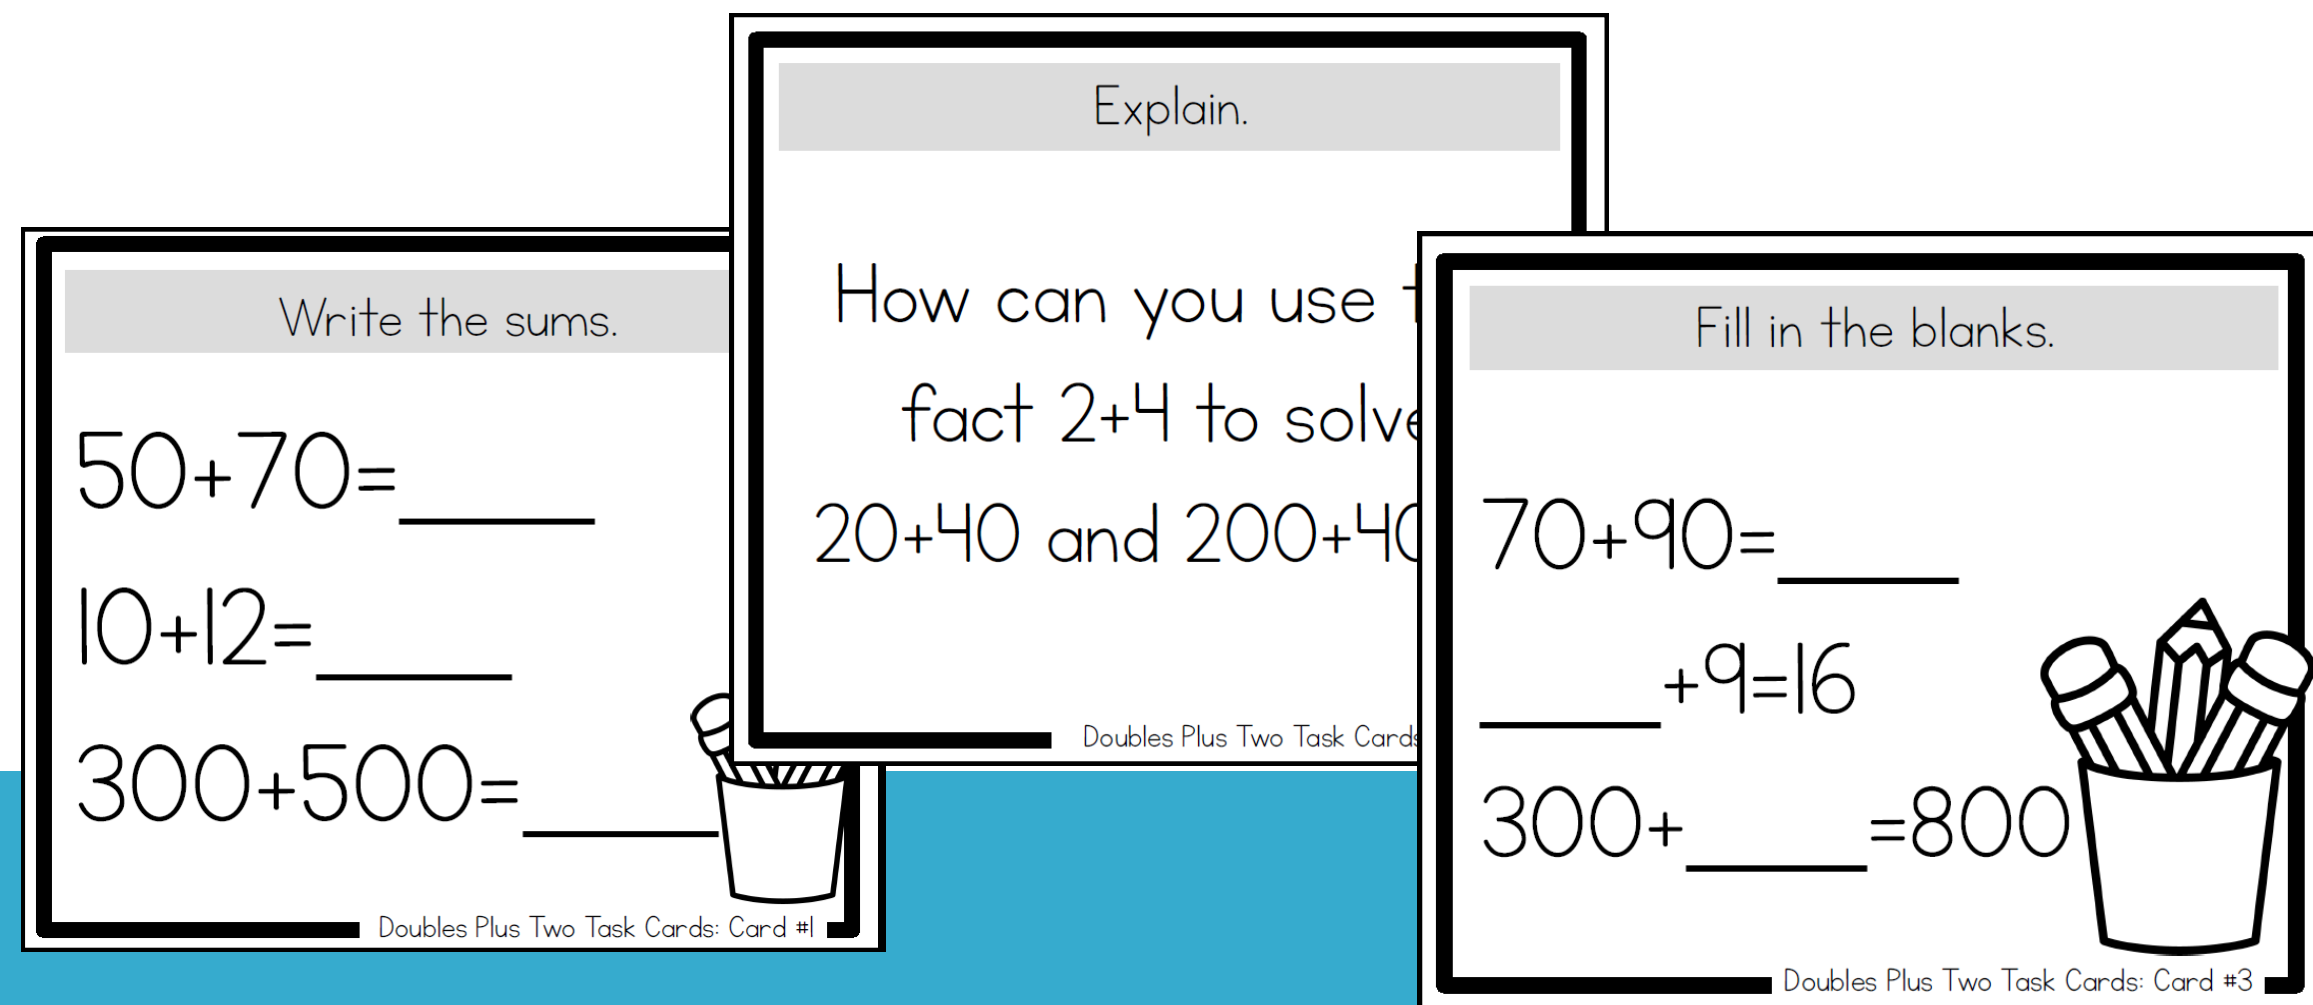 Write the sums.
50+70=
10+12=
300+500=
Doubles Plus Two Task Cards: Card #1
Explain.
How can you use
fact 2+4 to solve
20+40 and 200+40
Doubles Plus Two Task Cards
Fill in the blanks.
70+90=
+9=16
300+ =800
Doubles Plus Two Task Cards: Card #3